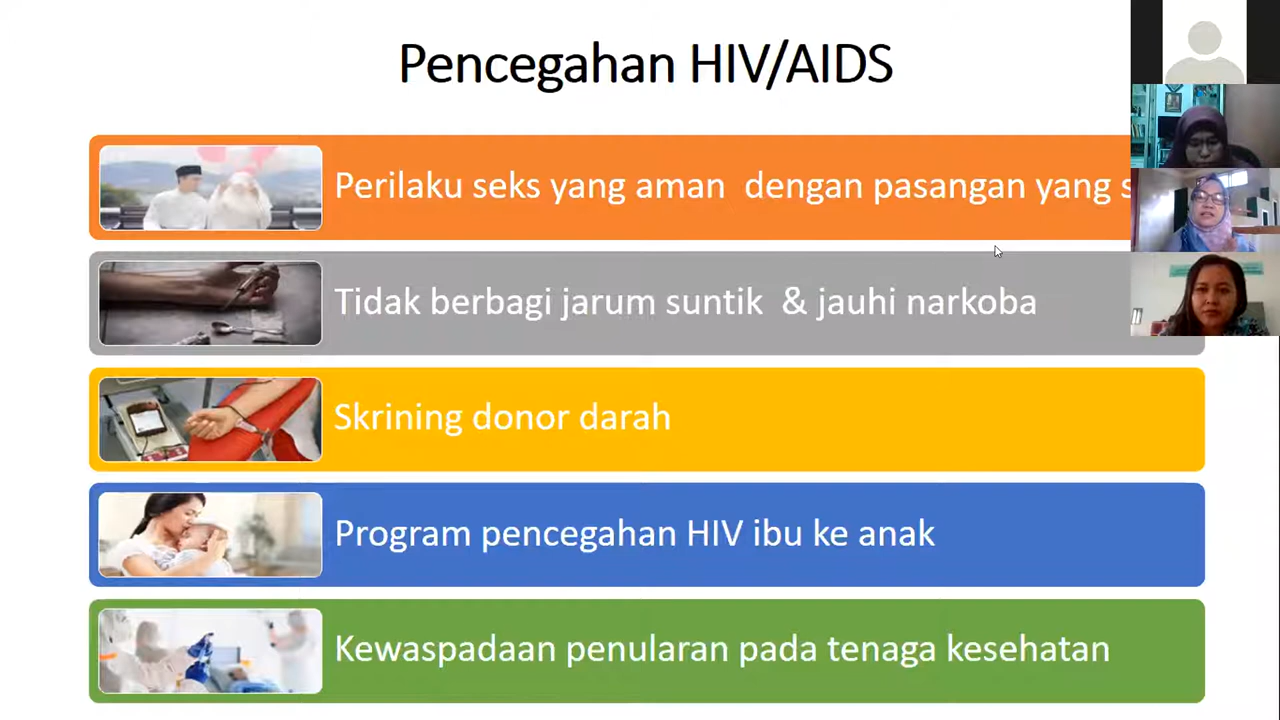 Pencegahan HIV/AIDS
Perilaku seks yang aman dengan pasangan yang
Tidak berbagi jarum suntik & jauhi narkoba
Skrining donor darah
Program pencegahan HIV ibu ke anak
Kewaspadaan penularan pada tenaga kesehatan